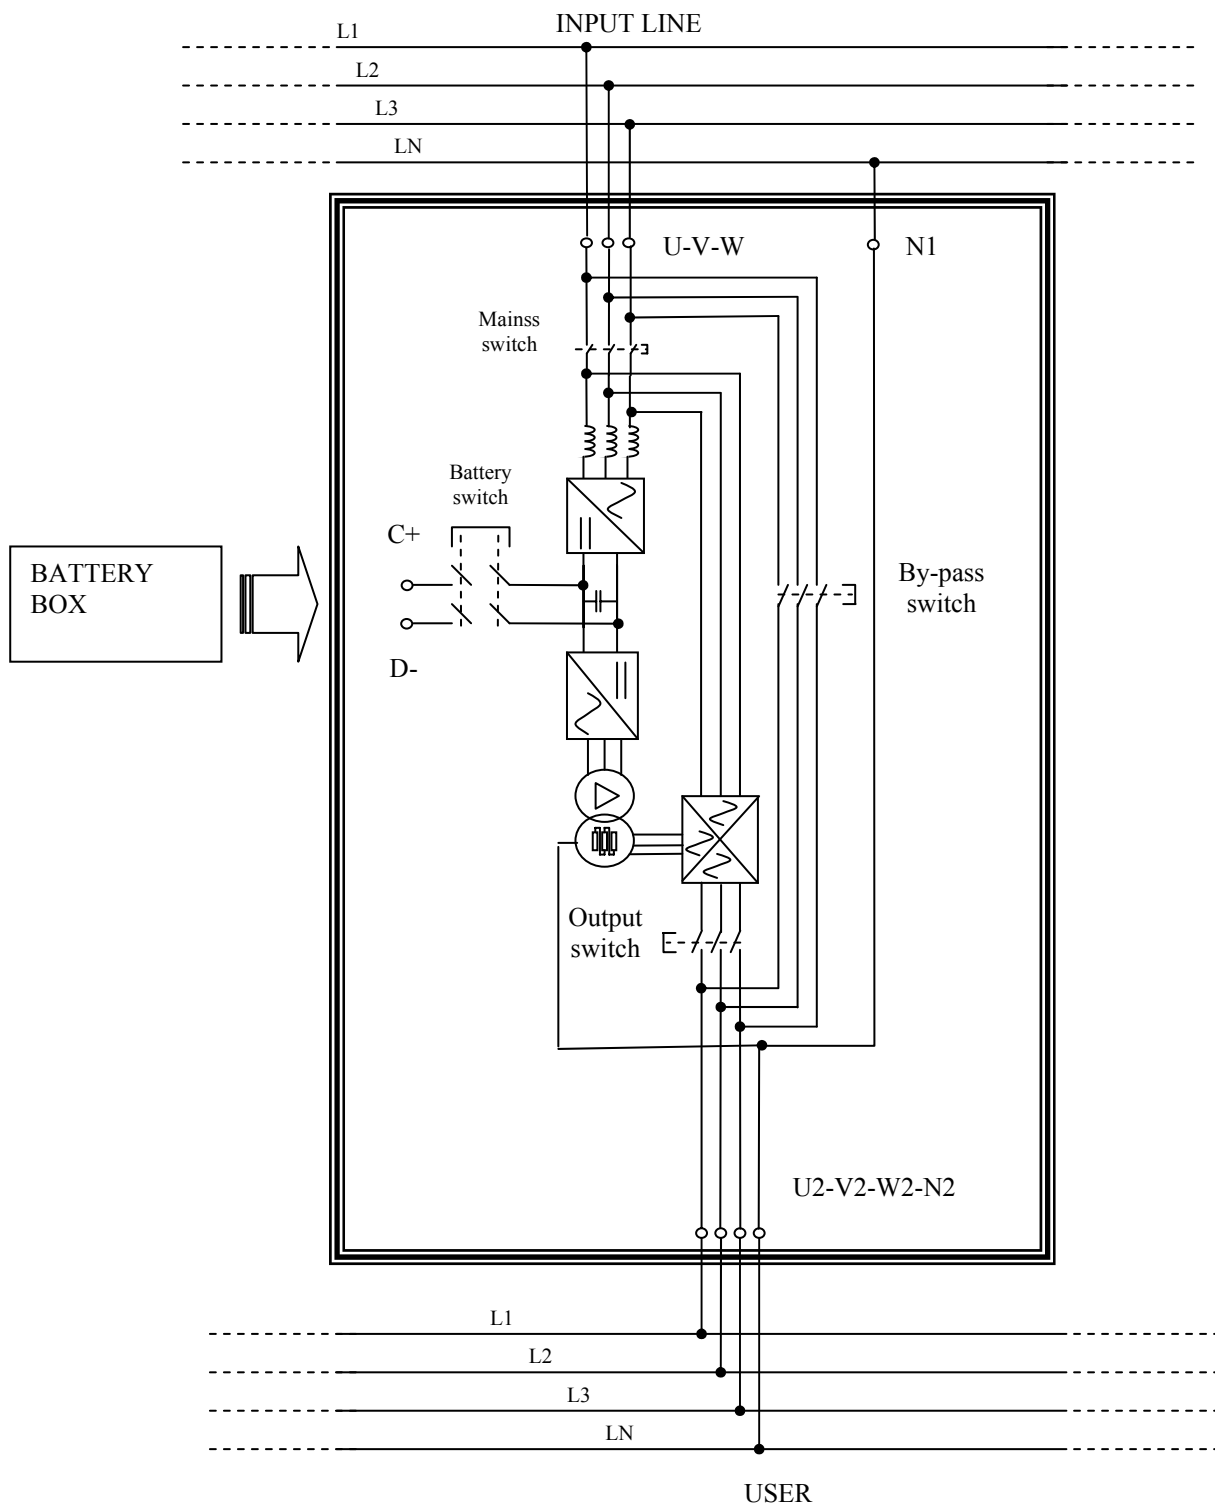 INPUT LINE
L1
L2
L3
LN
U-V-W
N1
Mainss
switch
Battery
switch
C+
BATTERY
BOX
By-pass
switch
D-
Output
switch
U2-V2-W2-N2
L1
L2
L3
LN
USER